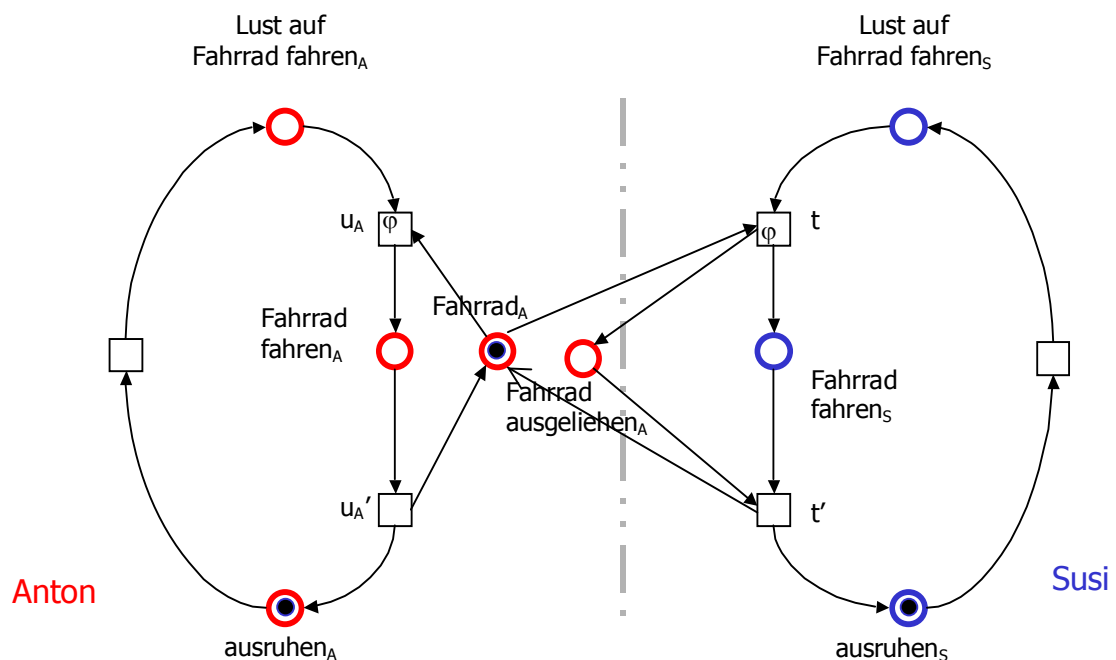 Lust auf
Fahrrad fahrenA
Lust auf
Fahrrad fahrenS
uA
φ
φ
t
FahrradA
Fahrrad
fahrenA
Fahrrad
ausgeliehenA
Fahrrad
fahrenS
uA’
t’
Anton
Susi
ausruhenA
ausruhenS